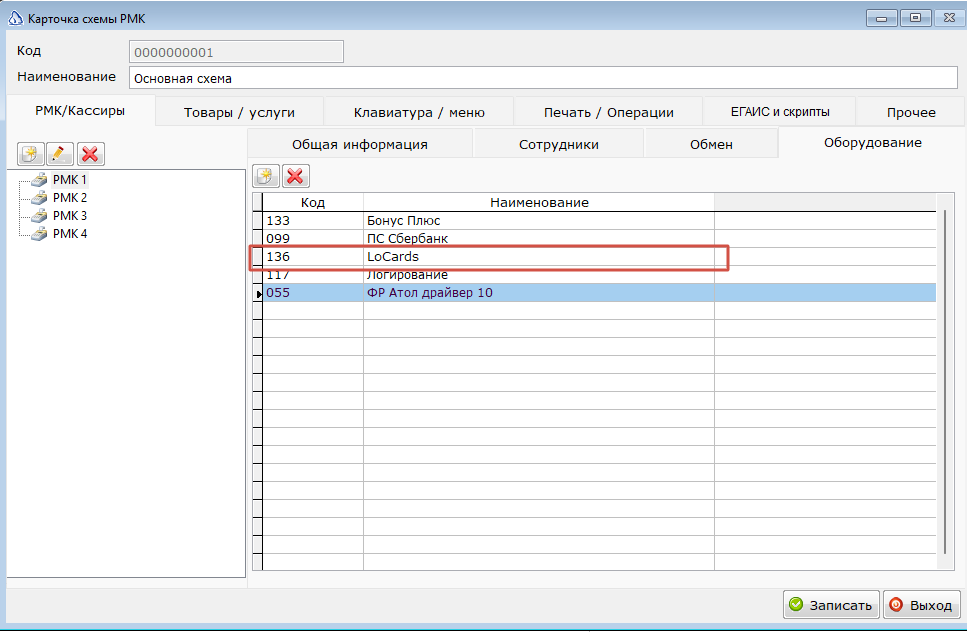 Карточка схемы РМК
Код
0000000001
Наименование
Основная схема
РМК/Кассиры
Товары / услуги
Клавиатура / меню
Печать / Операции
ЕГАИС и скрипты
Прочее
Общая информация
Сотрудники
Обмен
Оборудование
РМК 1
РМК 2
РМК 3
РМК 4
Код Наименование
133 Бонус Плюс
099 ПС Сбербанк
136 LoCards
117 Логирование
055 ФР Атол драйвер 10
Записать
Выход